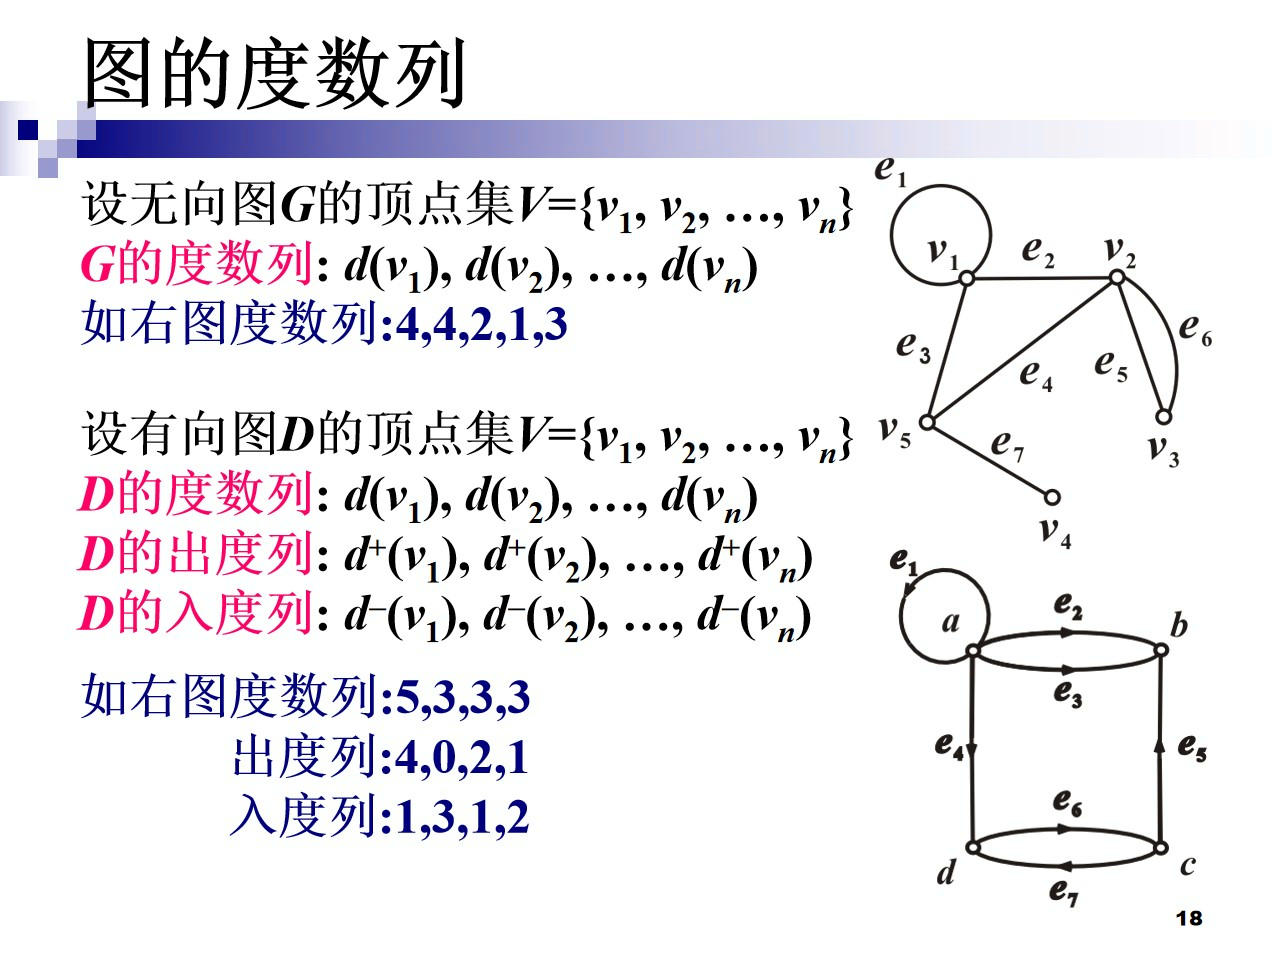 图的度数列
设无向图G的顶点集V={v₁, v₂, …, vₙ}
G的度数列: d(v₁), d(v₂), …, d(vₙ)
如右图度数列:4,4,2,1,3
设有向图D的顶点集V={v₁, v₂, …, vₙ}
D的度数列: d(v₁), d(v₂), …, d(vₙ)
D的出度列: d⁺(v₁), d⁺(v₂), …, d⁺(vₙ)
D的入度列: d⁻(v₁), d⁻(v₂), …, d⁻(vₙ)
如右图度数列:5,3,3,3
出度列:4,0,2,1
入度列:1,3,1,2
e₁
v₁ e₂ v₂
e₆
e₃ e₄ e₅
v₅ e₇ v₃
v₄
e₁
a e₂ b
e₃
e₄ e₅
e₆
d c
e₇
18